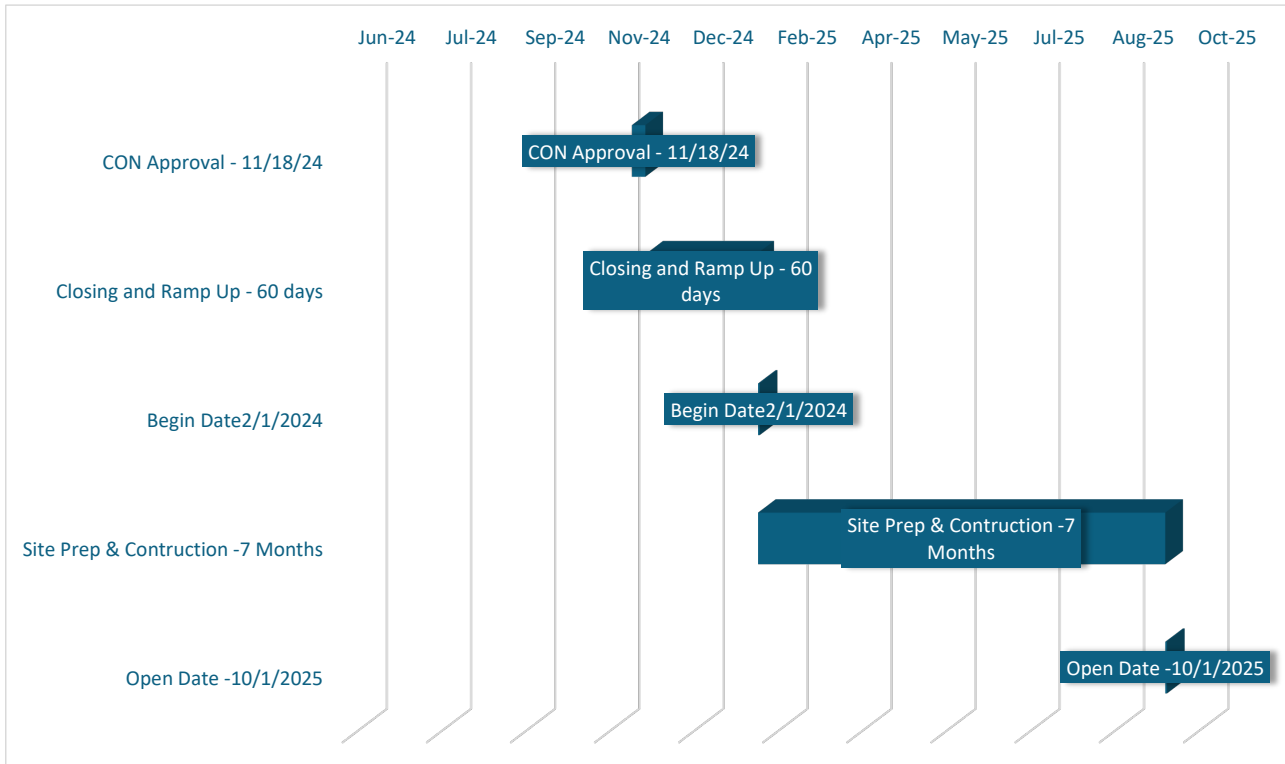 Jun-24 Jul-24 Sep-24 Nov-24 Dec-24 Feb-25 Apr-25 May-25 Jul-25 Aug-25 Oct-25
CON Approval - 11/18/24
CON Approval - 11/18/24
Closing and Ramp Up - 60 days
Closing and Ramp Up - 60
days
Begin Date2/1/2024
Begin Date2/1/2024
Site Prep & Contruction -7 Months
Site Prep & Contruction -7
Months
Open Date -10/1/2025
Open Date -10/1/2025